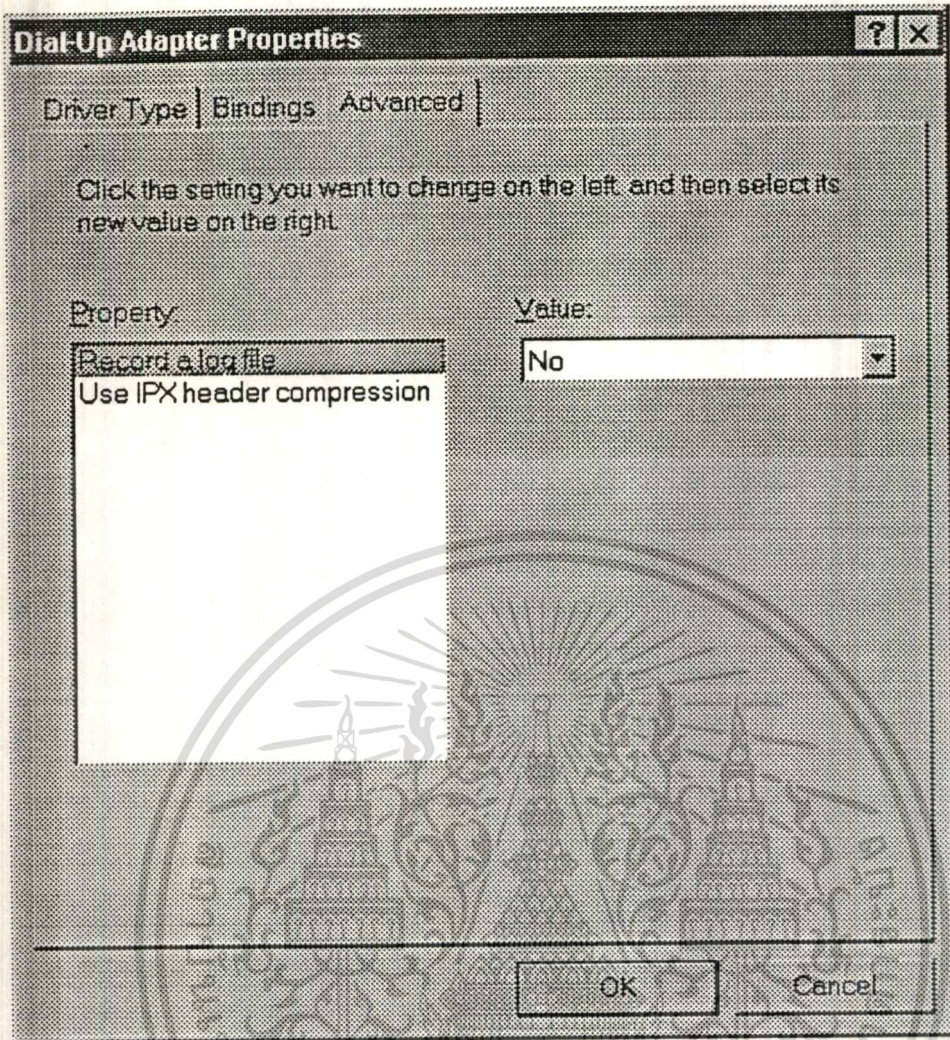 Dial-Up Adapter Properties
? X
Driver Type Bindings Advanced
Click the setting you want to change on the left and then select its
new value on the right.
Property:
Value:
Record a log file
No
Use IPX header compression
OK
Cancel